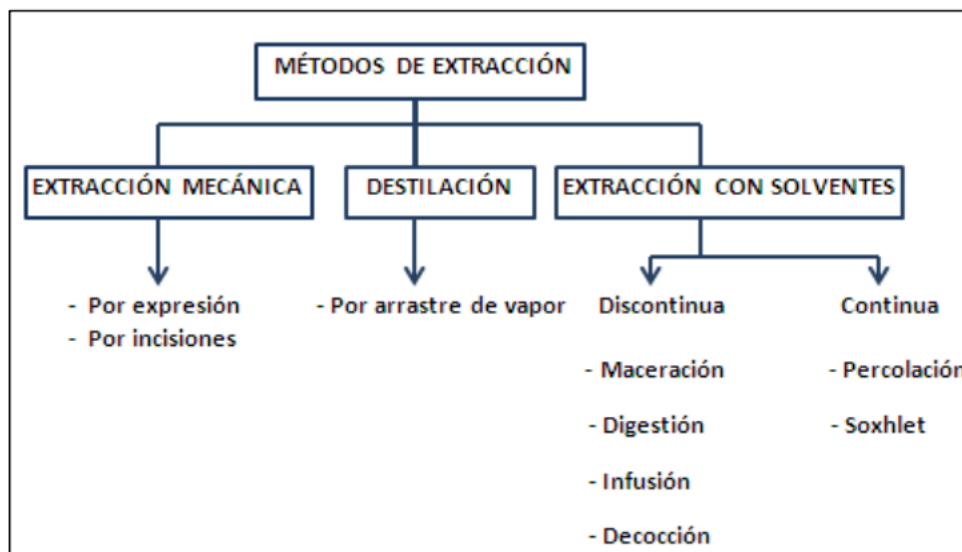 MÉTODOS DE EXTRACCIÓN
EXTRACCIÓN MECÁNICA
DESTILACIÓN
EXTRACCIÓN CON SOLVENTES
- Por expresión
- Por incisiones
- Por arrastre de vapor
Discontinua
- Maceración
- Digestión
- Infusión
- Decocción
Continua
- Percolación
- Soxhlet